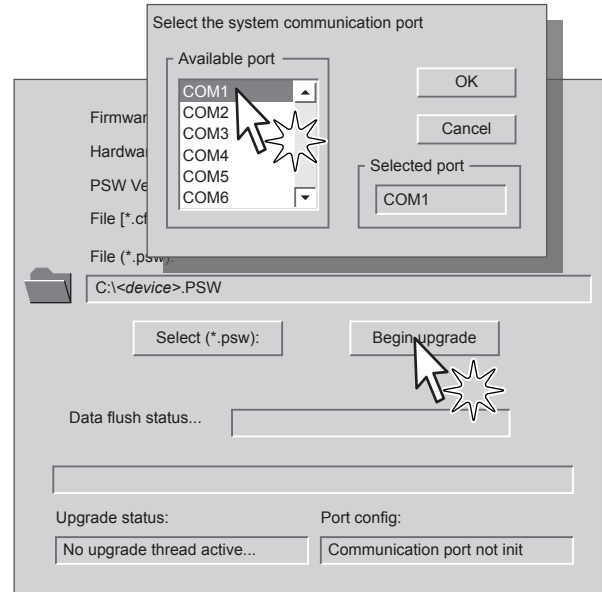 Select the system communication port
Available port
COM1
COM2
COM3
COM4
COM5
COM6
OK
Cancel
Selected port
COM1
Firmwar
Hardwa
PSW Ve
File [*.cf
File (*.psw):
C:\<device>.PSW
Select (*.psw):
Begin upgrade
Data flush status...
Upgrade status:
Port config:
No upgrade thread active...
Communication port not init